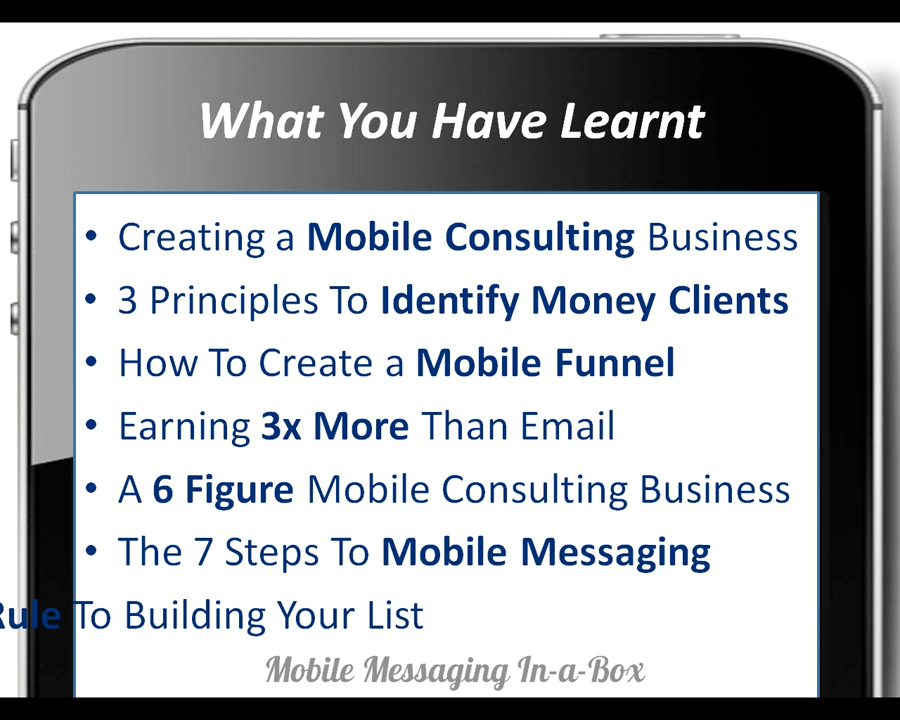 What You Have Learnt
• Creating a Mobile Consulting Business
• 3 Principles To Identify Money Clients
• How To Create a Mobile Funnel
• Earning 3x More Than Email
• A 6 Figure Mobile Consulting Business
• The 7 Steps To Mobile Messaging
Rule To Building Your List
Mobile Messaging In-a-Box